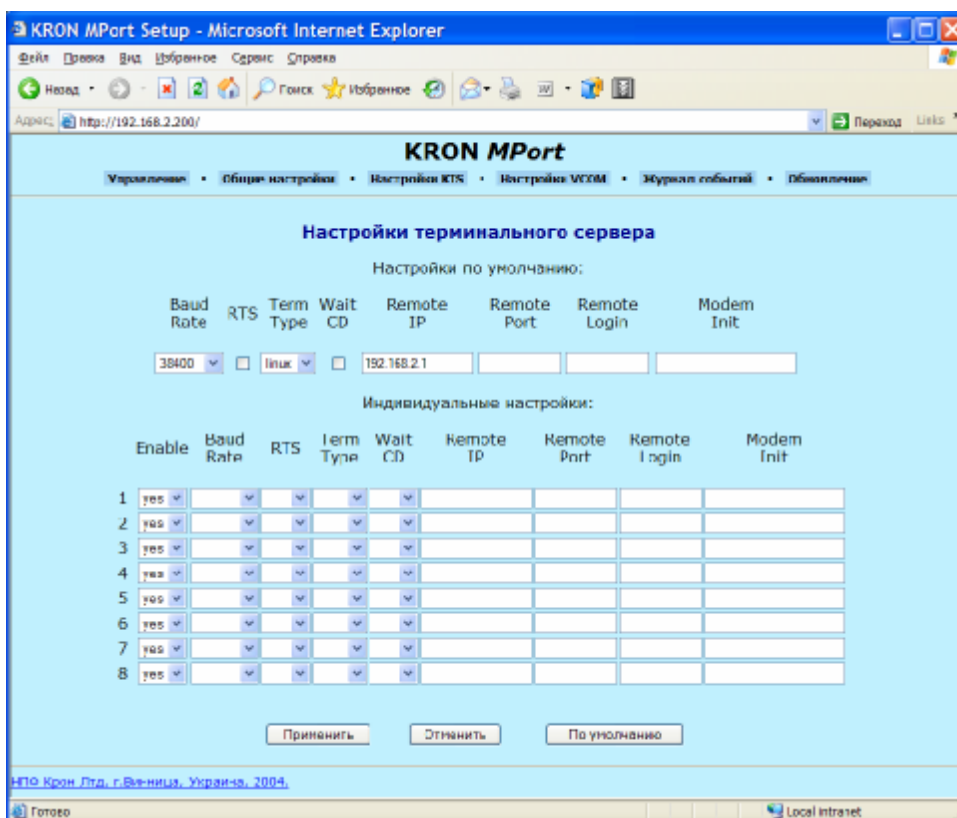 KRON MPort Setup - Microsoft Internet Explorer
Файл Правка Вид Избранное Сервис Справка
Назад Поиск Избранное
Адрес: http://192.168.2.200/ Переход Links
KRON MPort
Управление • Общие настройки • Настройки KTS • Настройки VCOM • Журнал событий • Обновление
Настройки терминального сервера
Настройки по умолчанию:
Baud Rate RTS Term Type Wait CD Remote IP Remote Port Remote Login Modem Init
38400 linux 192.168.2.1
Индивидуальные настройки:
Enable Baud Rate RTS Term Type Wait CD Remote IP Remote Port Remote Login Modem Init
1 yes
2 yes
3 yes
4 yes
5 yes
6 yes
7 yes
8 yes
Применить Отменить По умолчанию
НПО Крон Лтд. г.Винница, Украина, 2004.
Готово Local intranet